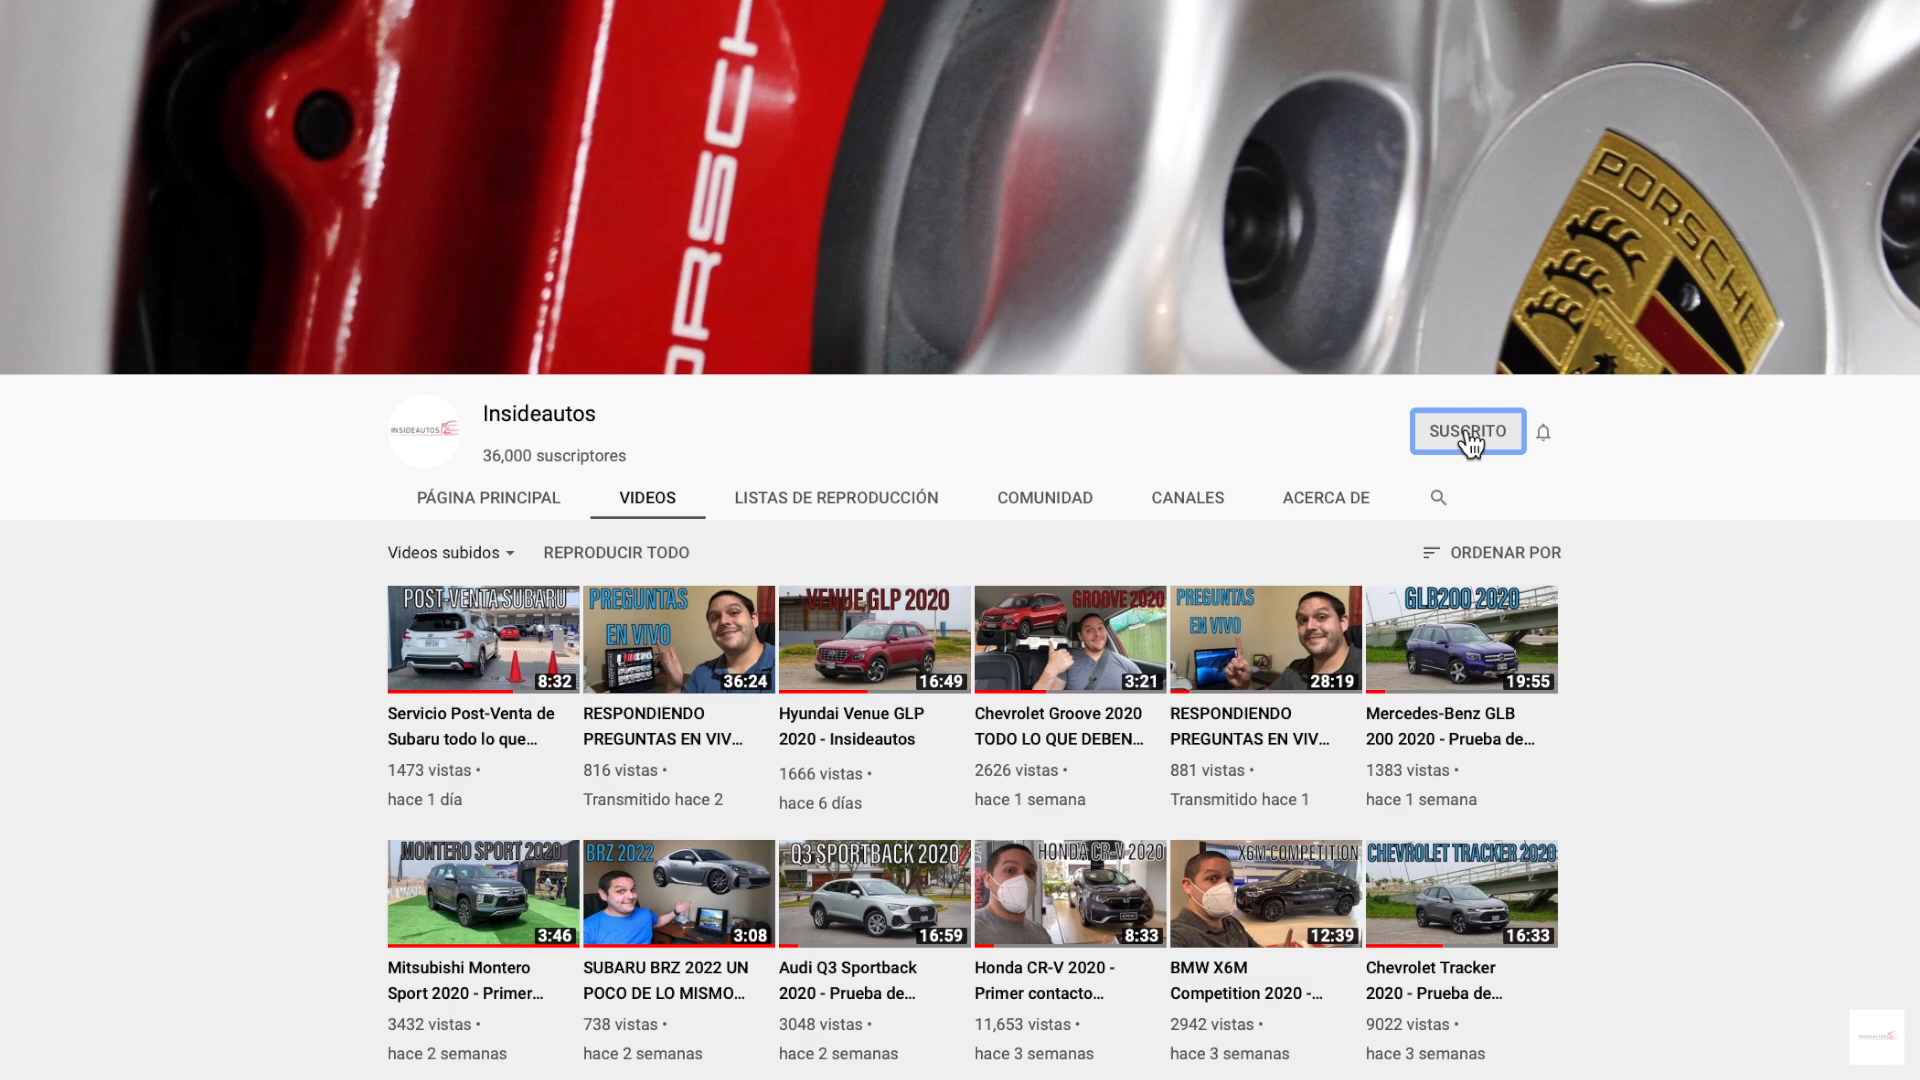 PORSCHE
PORSCHE
STUTTGART
INSIDEAUTOS
Insideautos
36,000 suscriptores
SUSCRITO
PÁGINA PRINCIPAL
VIDEOS
LISTAS DE REPRODUCCIÓN
COMUNIDAD
CANALES
ACERCA DE
Videos subidos
REPRODUCIR TODO
ORDENAR POR
POST-VENTA SUBARU
8:32
PREGUNTAS
EN VIVO
36:24
VENUE GLP 2020
16:49
GROOVE 2020
3:21
PREGUNTAS
EN VIVO
28:19
GLB200 2020
19:55
Servicio Post-Venta de
Subaru todo lo que...
1473 vistas •
hace 1 día
RESPONDIENDO
PREGUNTAS EN VIV...
816 vistas •
Transmitido hace 2
Hyundai Venue GLP
2020 - Insideautos
1666 vistas •
hace 6 días
Chevrolet Groove 2020
TODO LO QUE DEBEN...
2626 vistas •
hace 1 semana
RESPONDIENDO
PREGUNTAS EN VIV...
881 vistas •
Transmitido hace 1
Mercedes-Benz GLB
200 2020 - Prueba de...
1383 vistas •
hace 1 semana
MONTERO SPORT 2020
3:46
BRZ 2022
3:08
Q3 SPORTBACK 2020
16:59
HONDA CR-V 2020
8:33
X6M COMPETITION
12:39
CHEVROLET TRACKER 2020
16:33
Mitsubishi Montero
Sport 2020 - Primer...
3432 vistas •
hace 2 semanas
SUBARU BRZ 2022 UN
POCO DE LO MISMO...
738 vistas •
hace 2 semanas
Audi Q3 Sportback
2020 - Prueba de...
3048 vistas •
hace 2 semanas
Honda CR-V 2020 -
Primer contacto...
11,653 vistas •
hace 3 semanas
BMW X6M
Competition 2020 -...
2942 vistas •
hace 3 semanas
Chevrolet Tracker
2020 - Prueba de...
9022 vistas •
hace 3 semanas
INSIDEAUTOS